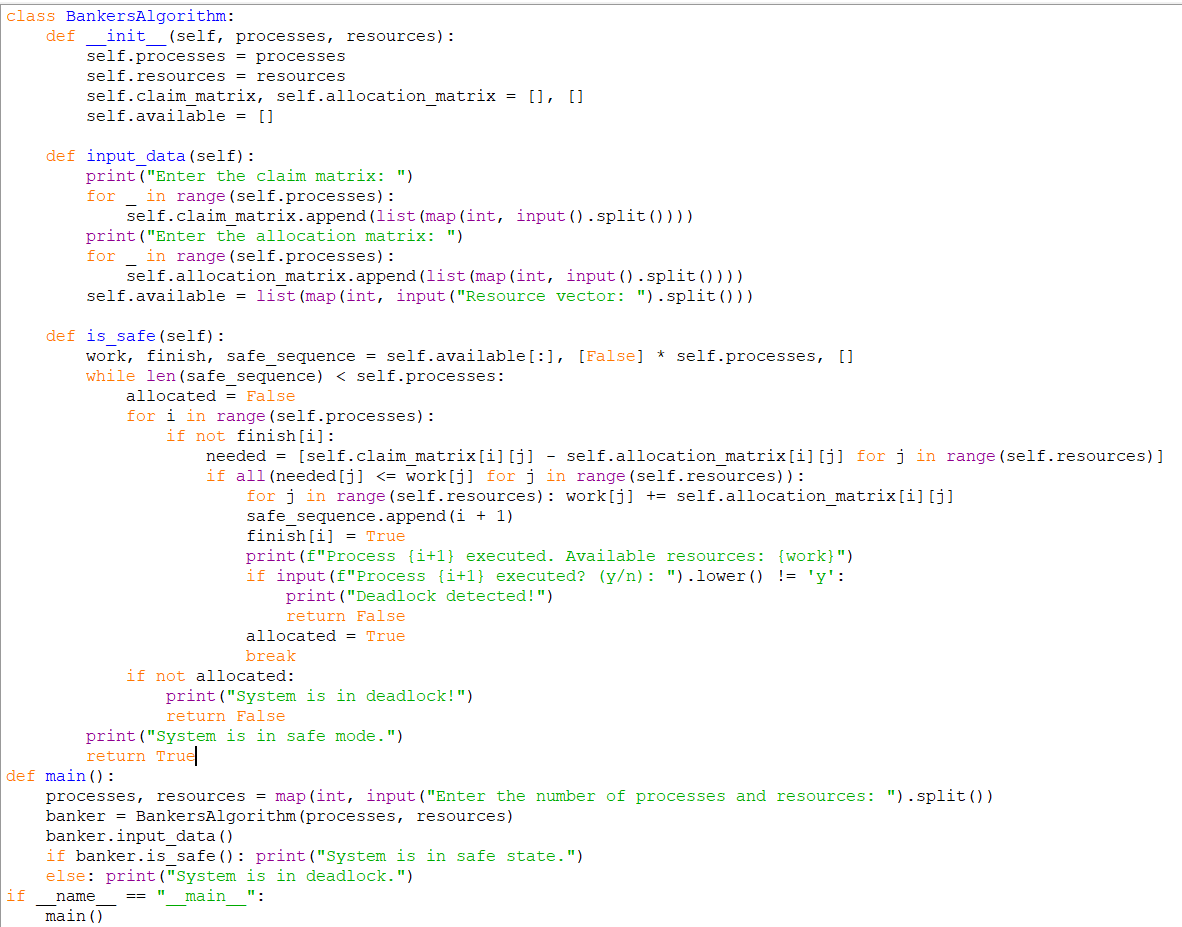 class BankersAlgorithm:
    def __init__(self, processes, resources):
        self.processes = processes
        self.resources = resources
        self.claim_matrix, self.allocation_matrix = [], []
        self.available = []

    def input_data(self):
        print("Enter the claim matrix: ")
        for _ in range(self.processes):
            self.claim_matrix.append(list(map(int, input().split())))
        print("Enter the allocation matrix: ")
        for _ in range(self.processes):
            self.allocation_matrix.append(list(map(int, input().split())))
        self.available = list(map(int, input("Resource vector: ").split()))

    def is_safe(self):
        work, finish, safe_sequence = self.available[:], [False] * self.processes, []
        while len(safe_sequence) < self.processes:
            allocated = False
            for i in range(self.processes):
                if not finish[i]:
                    needed = [self.claim_matrix[i][j] - self.allocation_matrix[i][j] for j in range(self.resources)]
                    if all(needed[j] <= work[j] for j in range(self.resources)):
                        for j in range(self.resources): work[j] += self.allocation_matrix[i][j]
                        safe_sequence.append(i + 1)
                        finish[i] = True
                        print(f"Process {i+1} executed. Available resources: {work}")
                        if input(f"Process {i+1} executed? (y/n): ").lower() != 'y':
                            print("Deadlock detected!")
                            return False
                        allocated = True
                        break
            if not allocated:
                print("System is in deadlock!")
                return False
        print("System is in safe mode.")
        return True
def main():
    processes, resources = map(int, input("Enter the number of processes and resources: ").split())
    banker = BankersAlgorithm(processes, resources)
    banker.input_data()
    if banker.is_safe(): print("System is in safe state.")
    else: print("System is in deadlock.")
if __name__ == "__main__":
    main()